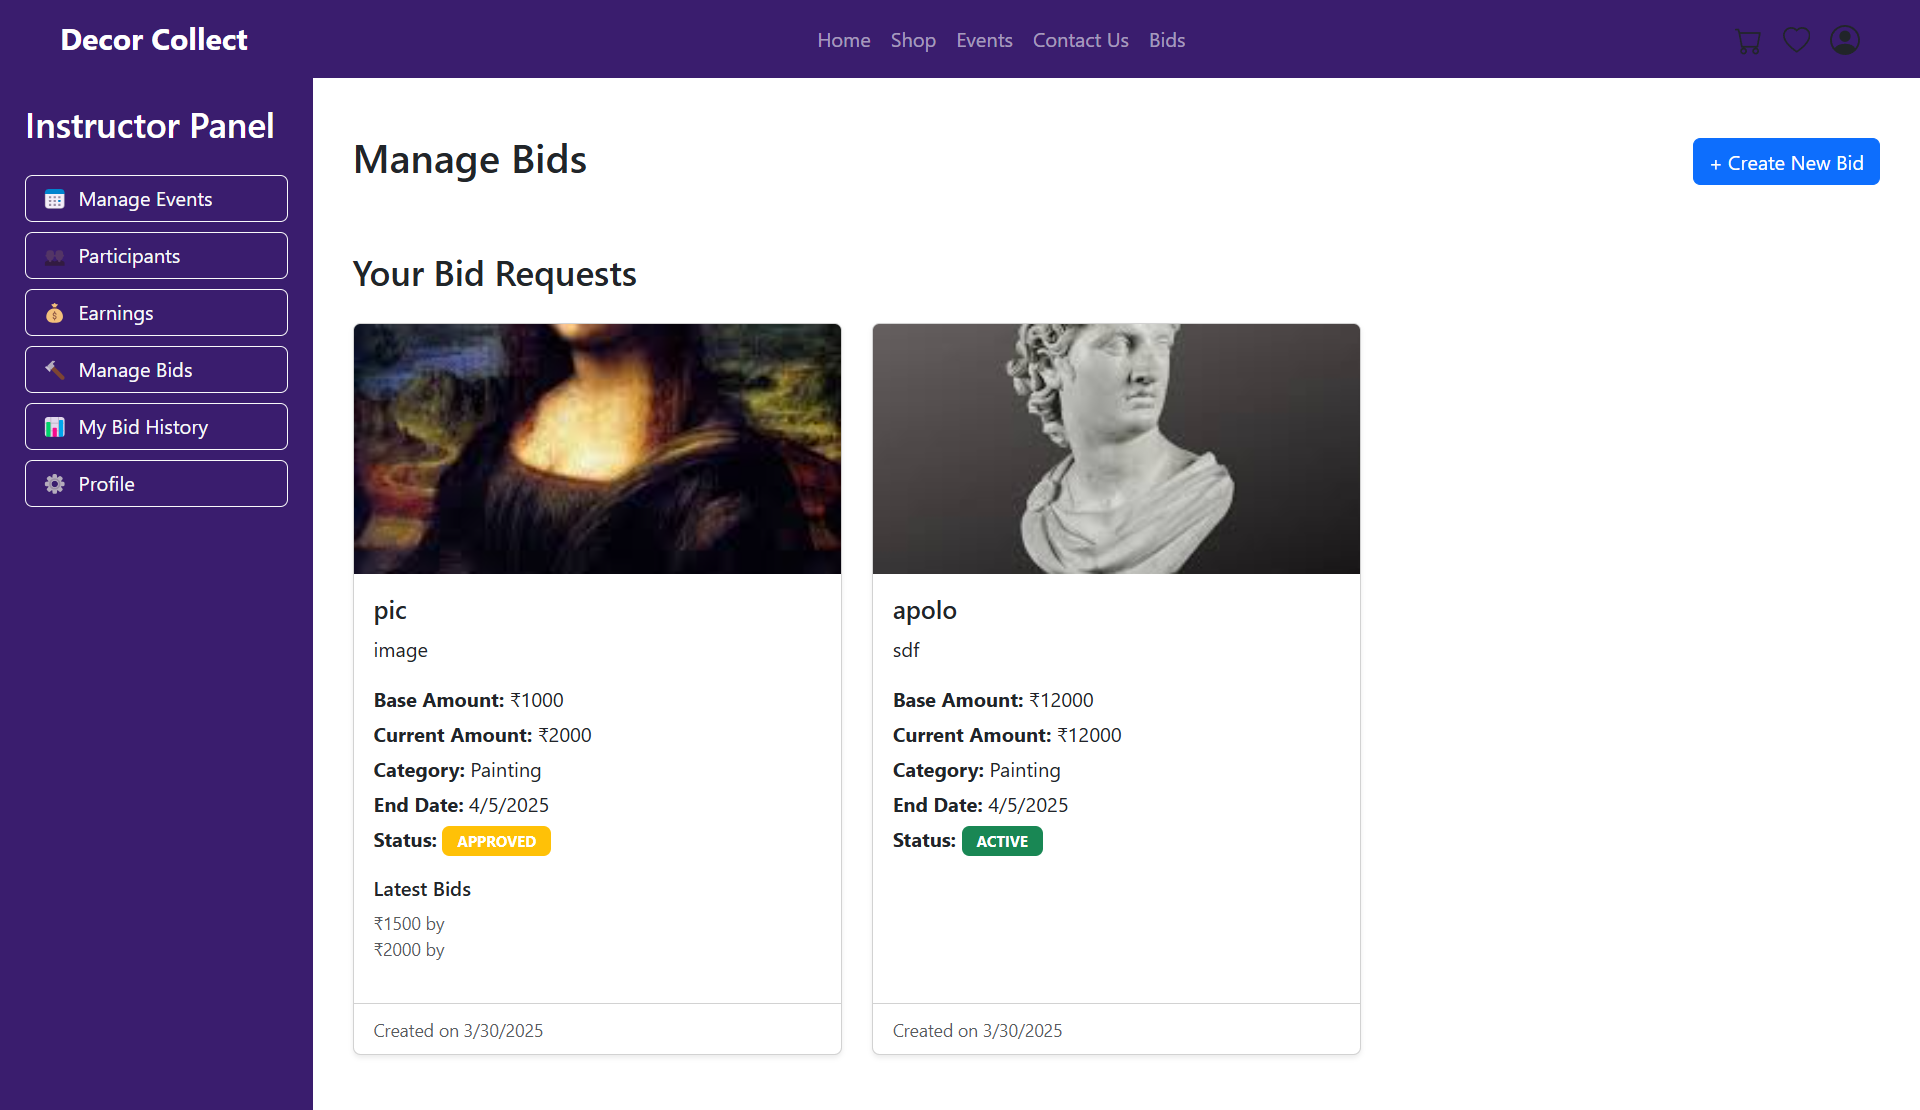 Decor Collect
Home Shop Events Contact Us Bids
Instructor Panel
Manage Events
Participants
Earnings
Manage Bids
My Bid History
Profile
Manage Bids
+ Create New Bid
Your Bid Requests
pic
image
Base Amount: ₹1000
Current Amount: ₹2000
Category: Painting
End Date: 4/5/2025
Status: APPROVED
Latest Bids
₹1500 by
₹2000 by
Created on 3/30/2025
apolo
sdf
Base Amount: ₹12000
Current Amount: ₹12000
Category: Painting
End Date: 4/5/2025
Status: ACTIVE
Created on 3/30/2025